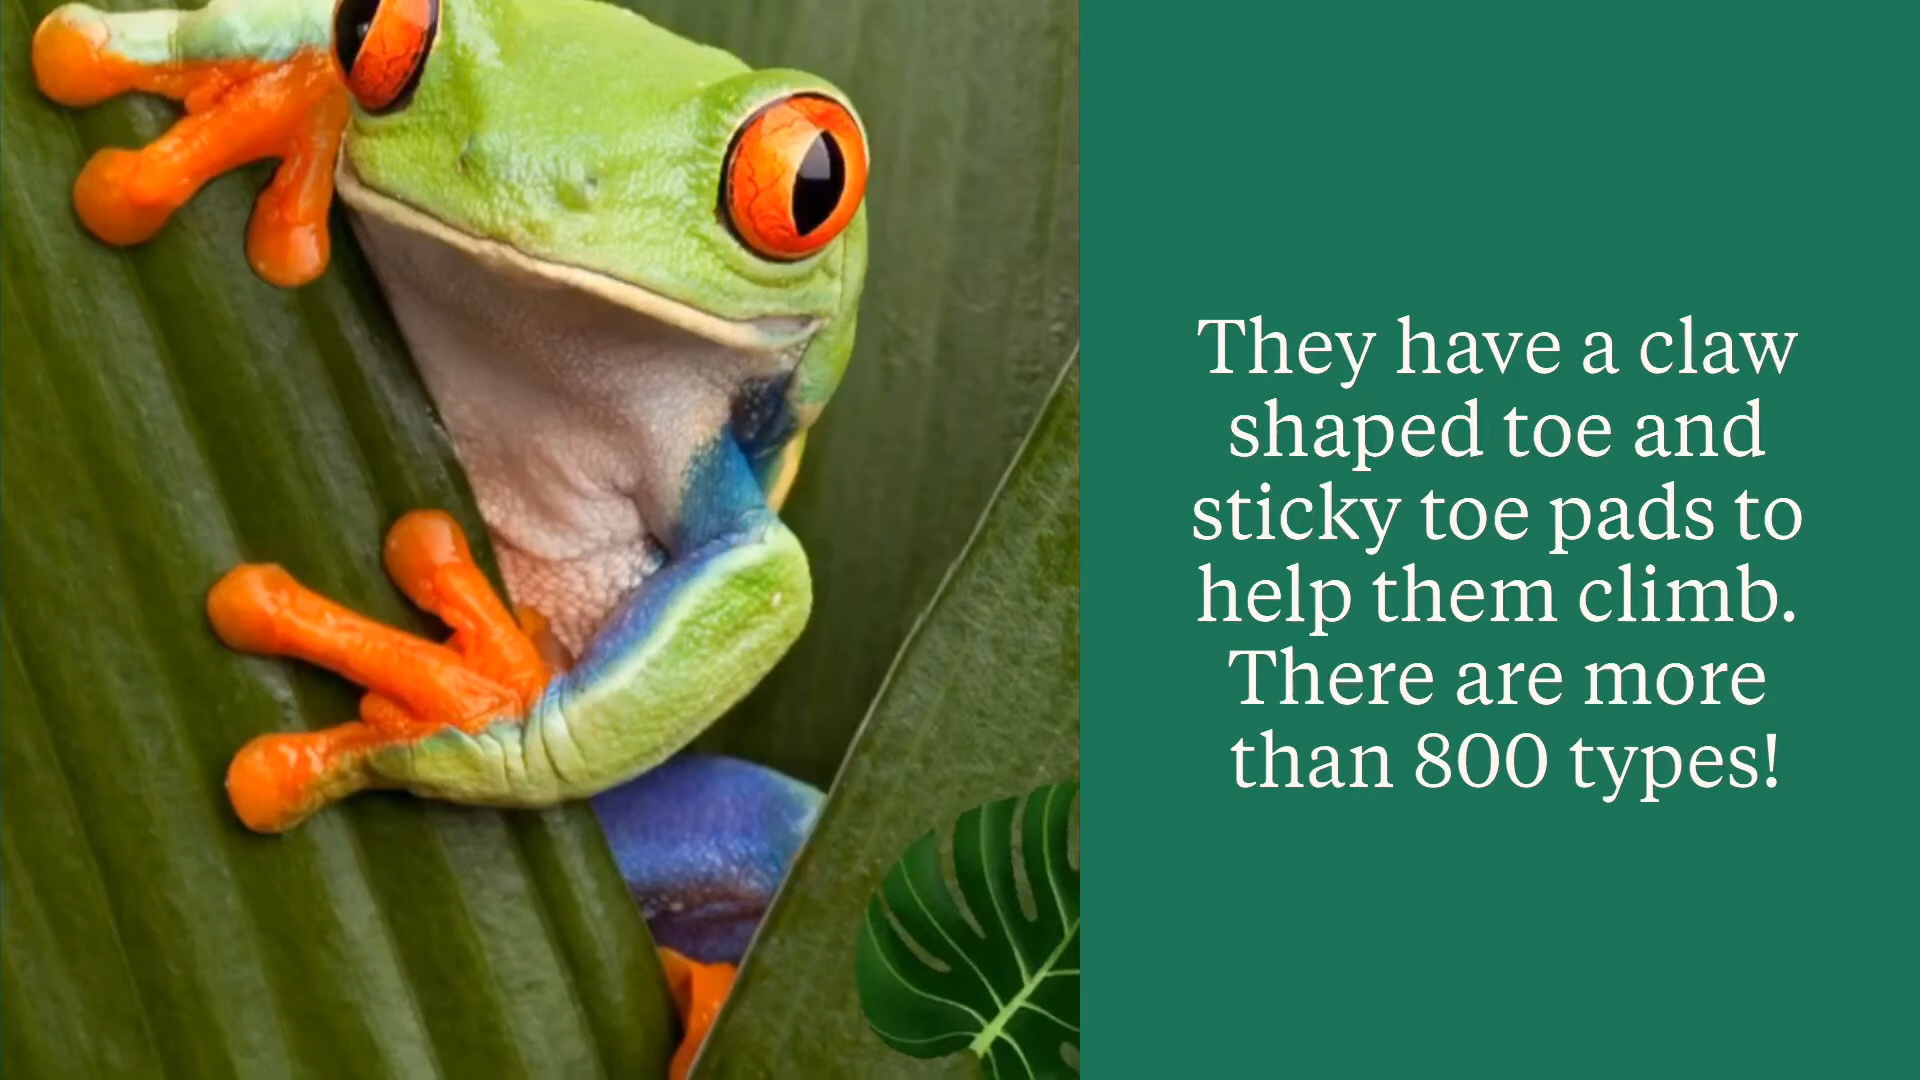 They have a claw
shaped toe and
sticky toe pads to
help them climb.
There are more
than 800 types!